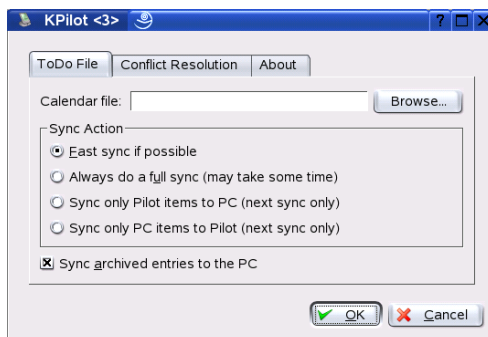 KPilot <3>
ToDo File Conflict Resolution About
Calendar file: Browse...
Sync Action
Fast sync if possible
Always do a full sync (may take some time)
Sync only Pilot items to PC (next sync only)
Sync only PC items to Pilot (next sync only)
Sync archived entries to the PC
OK Cancel